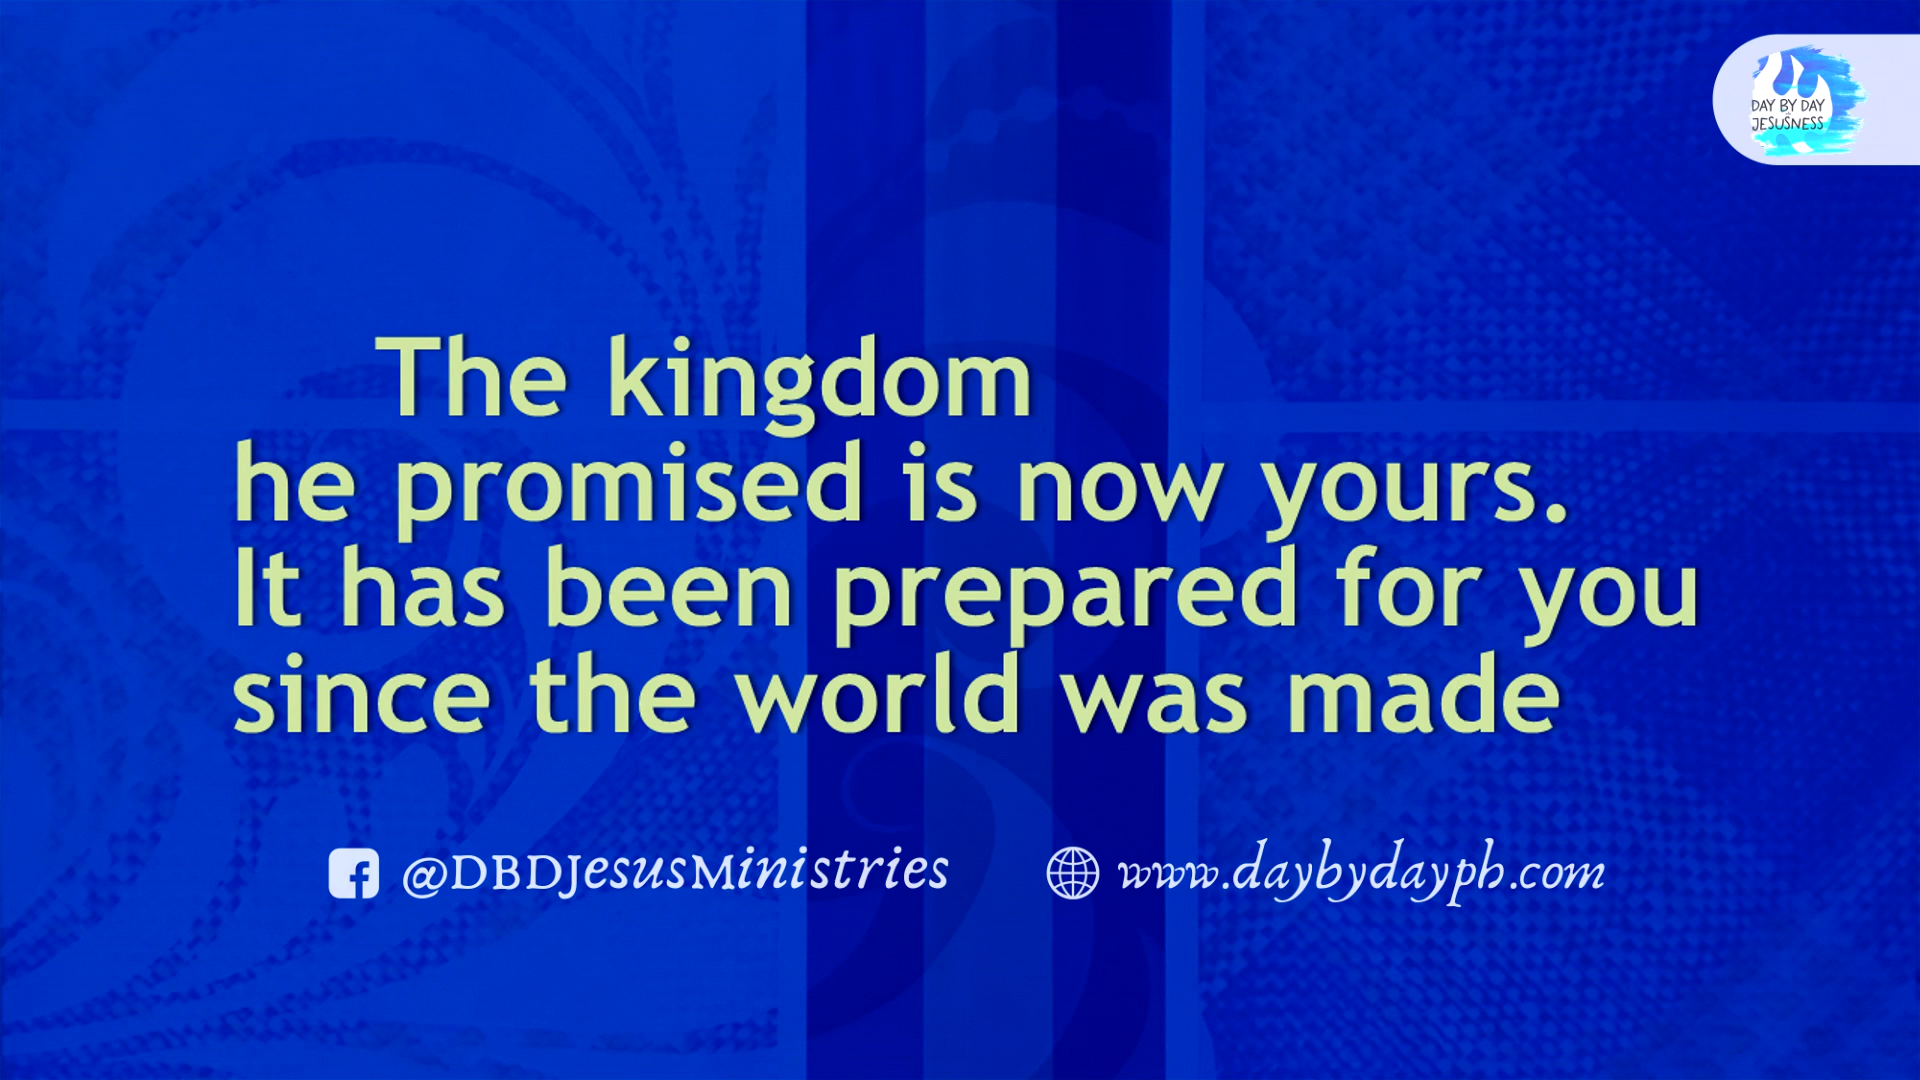 DAY BY DAY
JESUSNESS
The kingdom
he promised is now yours.
It has been prepared for you
since the world was made
@DBDJesusMinistries
www.daybydayph.com